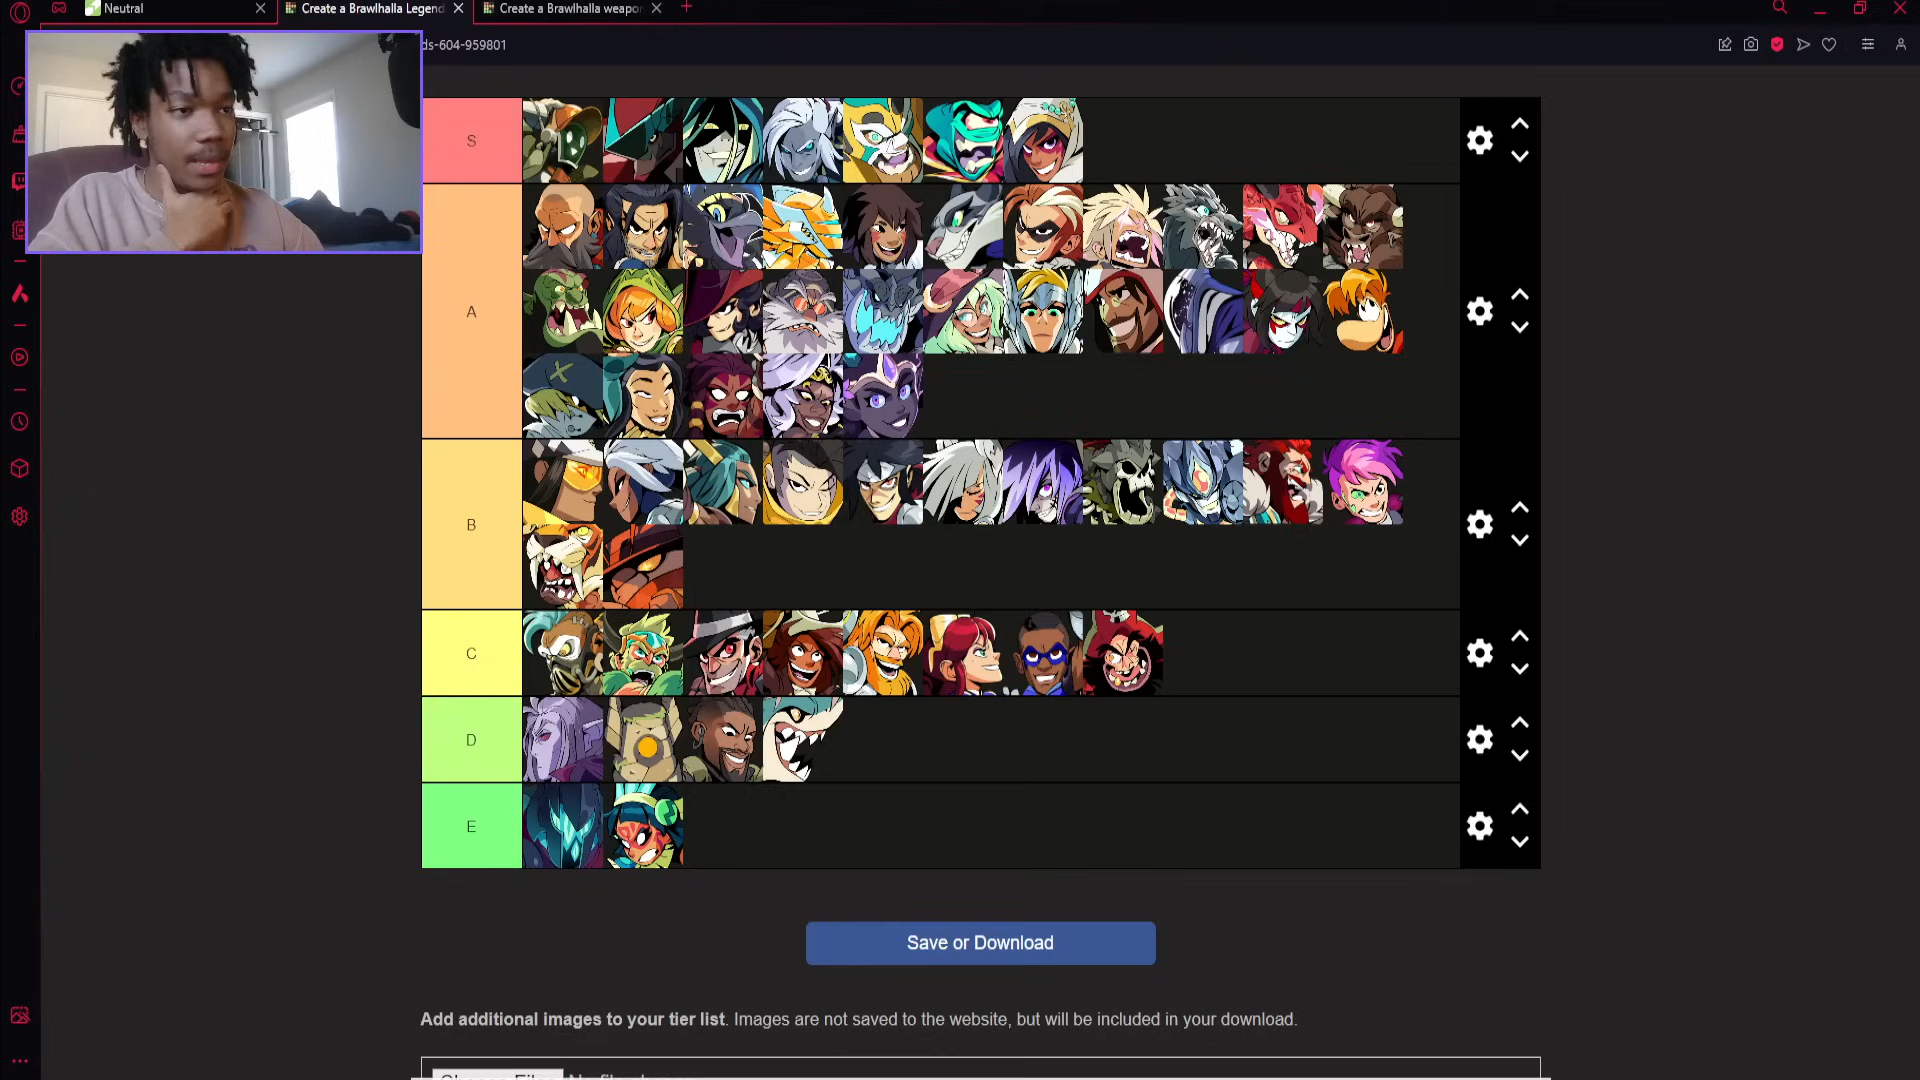 Neutral
Create a Brawlhalla Legend
Create a Brawlhalla weapo
ds-604-959801
S
A
B
C
D
E
Save or Download
Add additional images to your tier list. Images are not saved to the website, but will be included in your download.